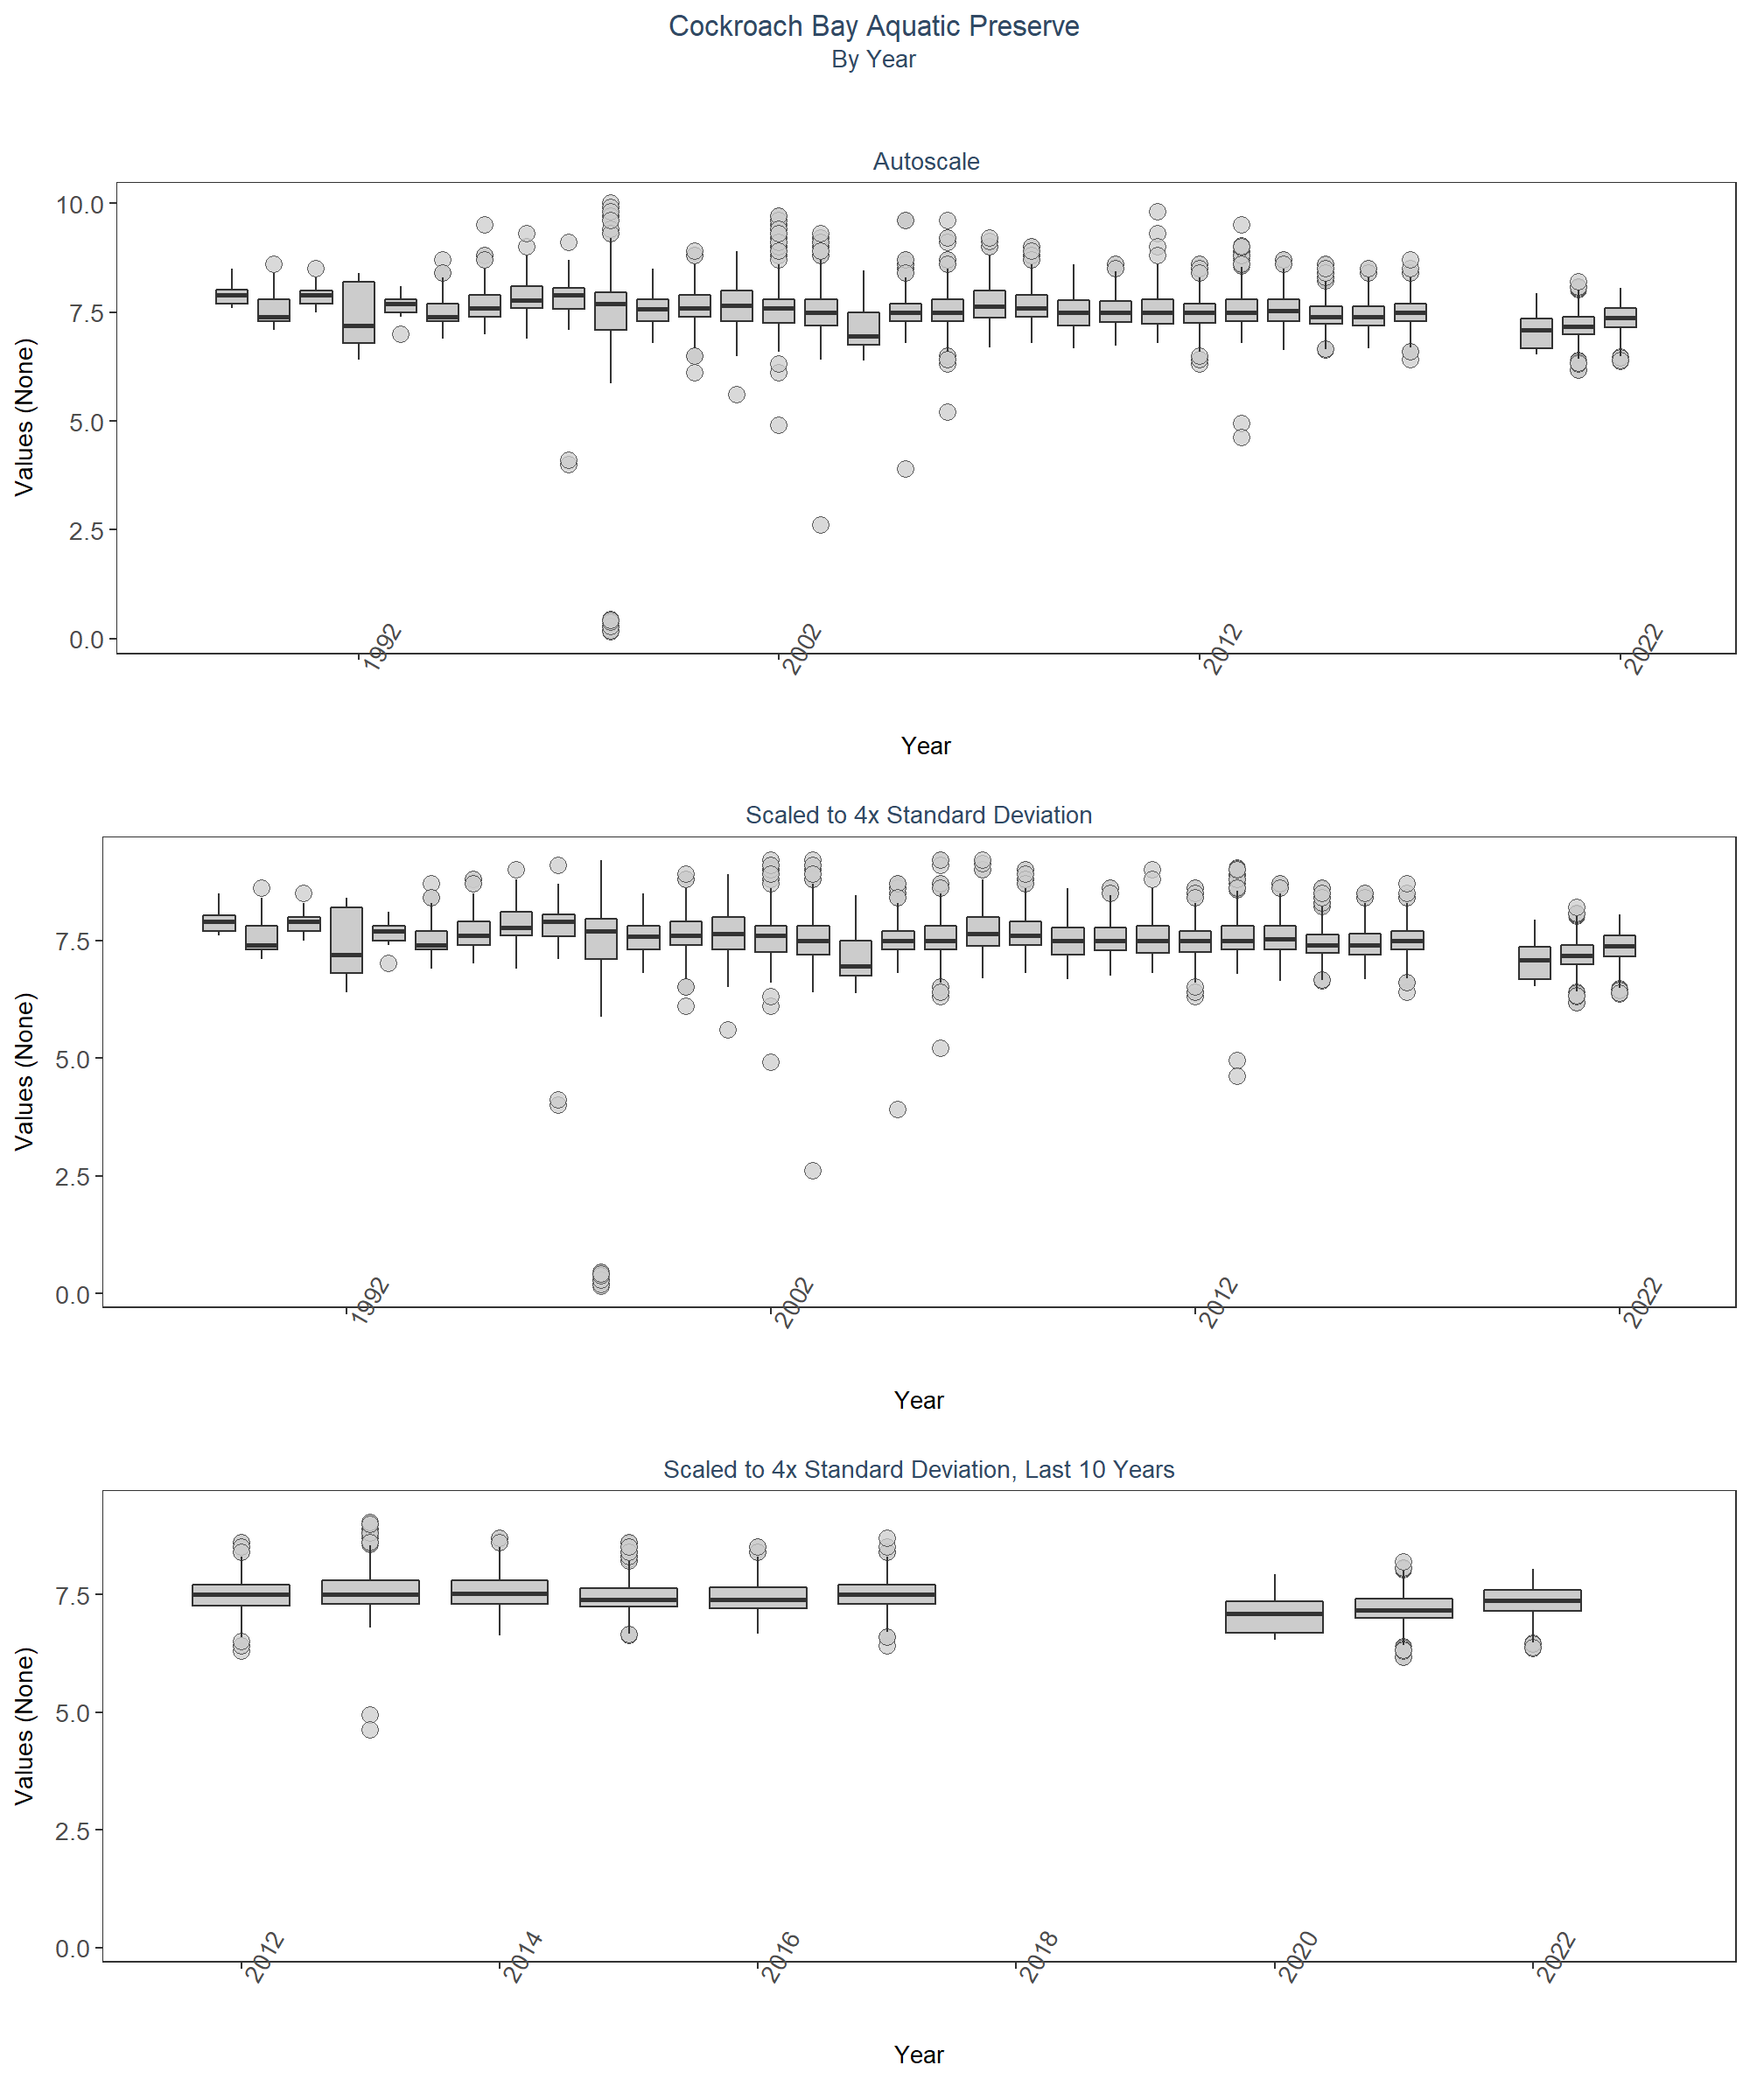 Cockroach Bay Aquatic Preserve
By Year
Autoscale
10.0
7.5
5.0
2.5
0.0
Values (None)
1992 2002 2012 2022
Year
Scaled to 4x Standard Deviation
7.5
5.0
2.5
0.0
Values (None)
1992 2002 2012 2022
Year
Scaled to 4x Standard Deviation, Last 10 Years
7.5
5.0
2.5
0.0
Values (None)
2012 2014 2016 2018 2020 2022
Year